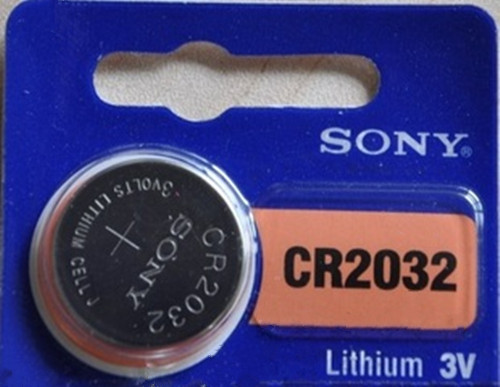 SONY®
CR2032
Lithium 3V
3VOLTS LITHIUM CELL
+
SONY
CR2032